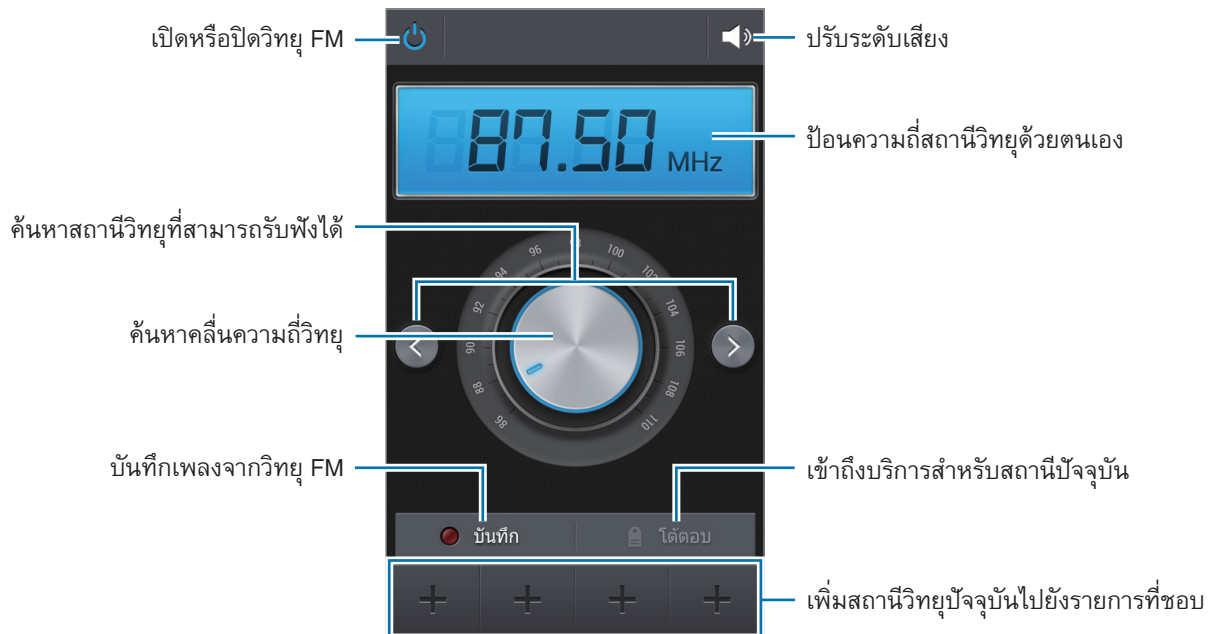 เปิดหรือปิดวิทยุ FM
ปรับระดับเสียง
87.50 MHz
ป้อนความถี่สถานีวิทยุด้วยตนเอง
ค้นหาสถานีวิทยุที่สามารถรับฟังได้
86 88 90 92 94 96 98 100 102 104 106 108 110
ค้นหาคลื่นความถี่วิทยุ
บันทึกเพลงจากวิทยุ FM
เข้าถึงบริการสำหรับสถานีปัจจุบัน
บันทึก
โต้ตอบ
เพิ่มสถานีวิทยุปัจจุบันไปยังรายการที่ชอบ